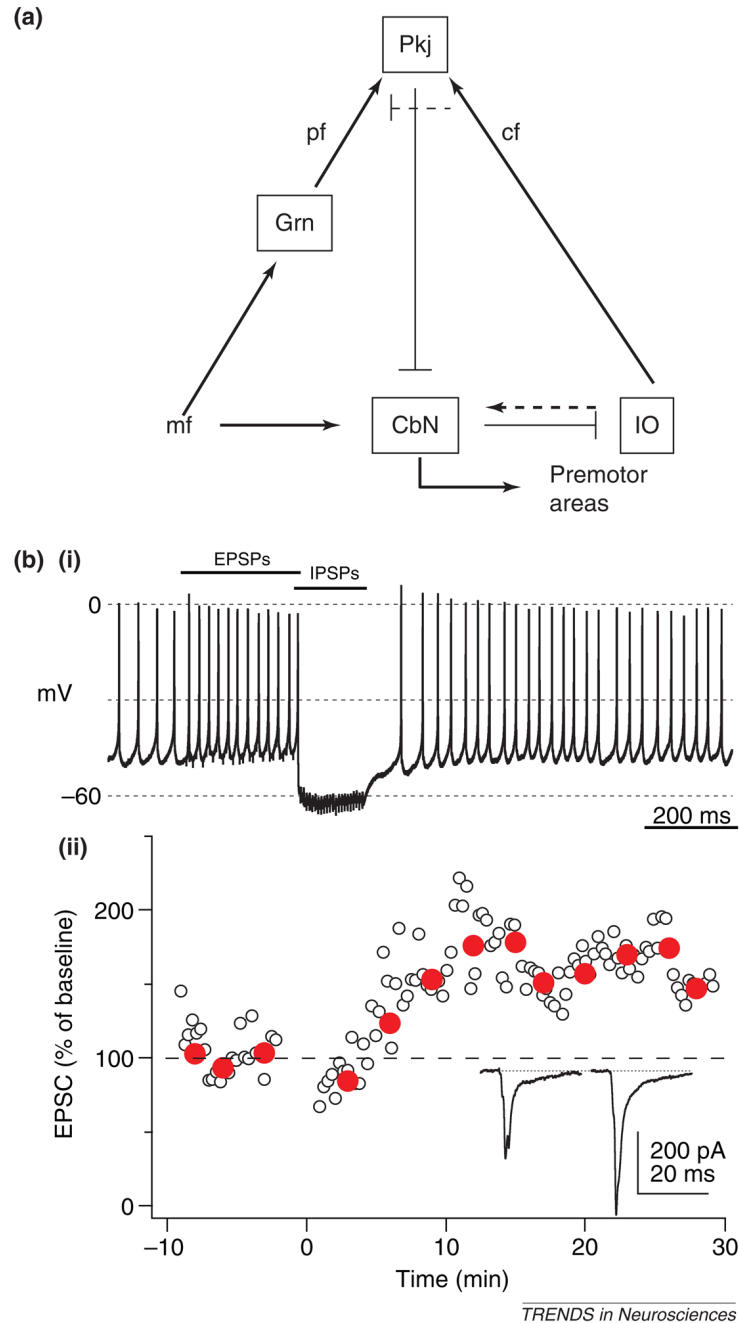 (a)
Pkj
pf
cf
Grn
mf
CbN
IO
Premotor
areas
(b) (i)
EPSPs
IPSPs
0
mV
–60
200 ms
(ii)
EPSC (% of baseline)
200
100
0
200 pA
20 ms
–10 0 10 20 30
Time (min)
TRENDS in Neurosciences